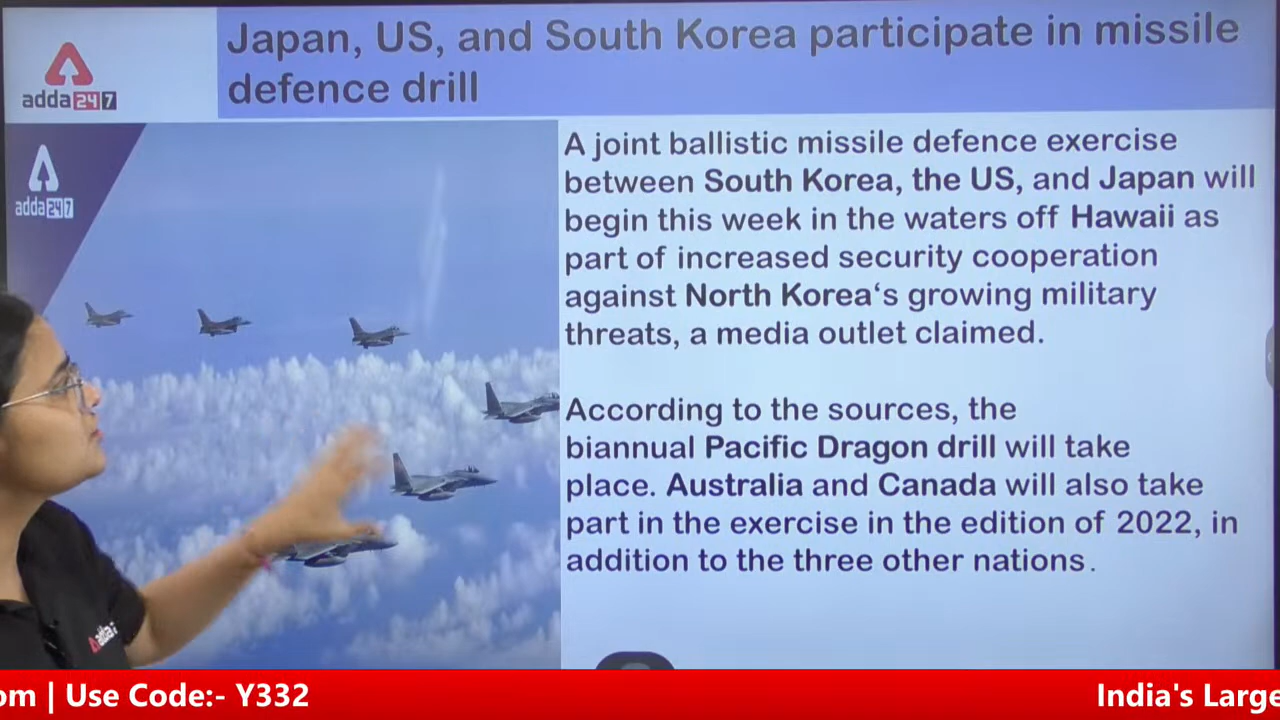 Japan, US, and South Korea participate in missile
defence drill
adda247
adda247
A joint ballistic missile defence exercise
between South Korea, the US, and Japan will
begin this week in the waters off Hawaii as
part of increased security cooperation
against North Korea‘s growing military
threats, a media outlet claimed.
According to the sources, the
biannual Pacific Dragon drill will take
place. Australia and Canada will also take
part in the exercise in the edition of 2022, in
addition to the three other nations.
om | Use Code:- Y332
India's Large